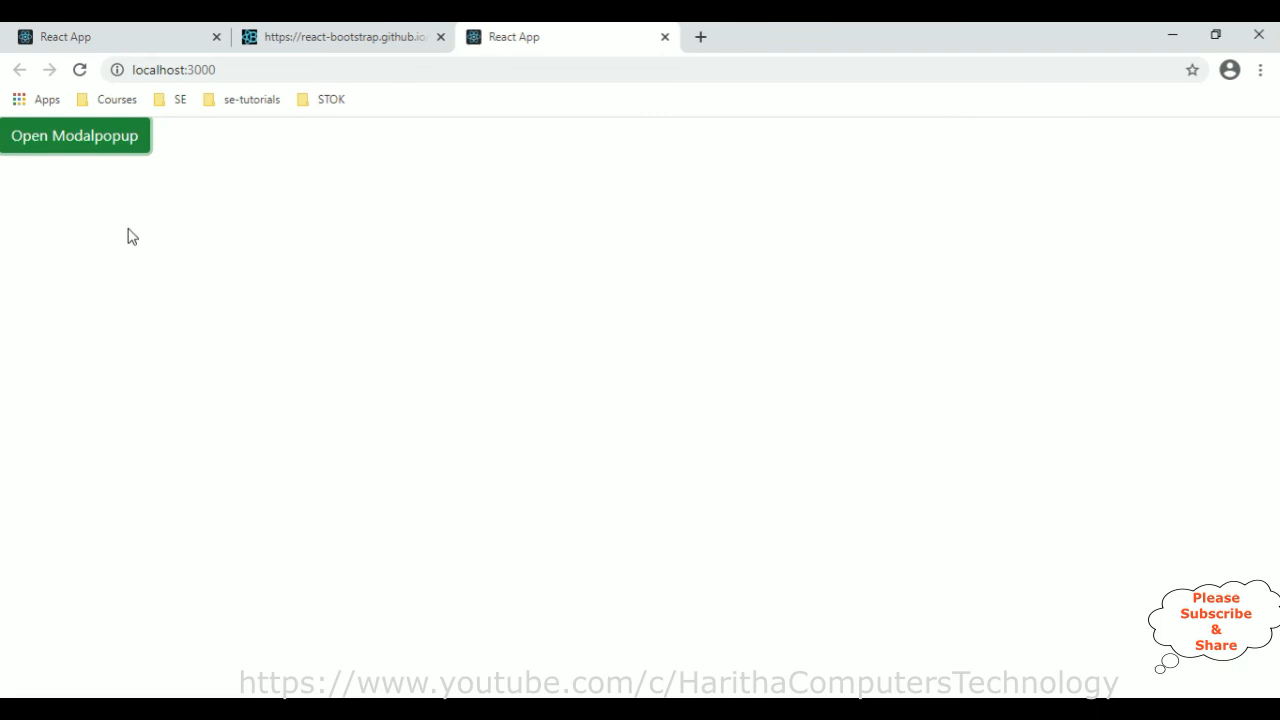 React App
https://react-bootstrap.github.io
React App
localhost:3000
Apps
Courses
SE
se-tutorials
STOK
Open Modalpopup
Please
Subscribe
&
Share
https://www.youtube.com/c/HarithaComputersTechnology